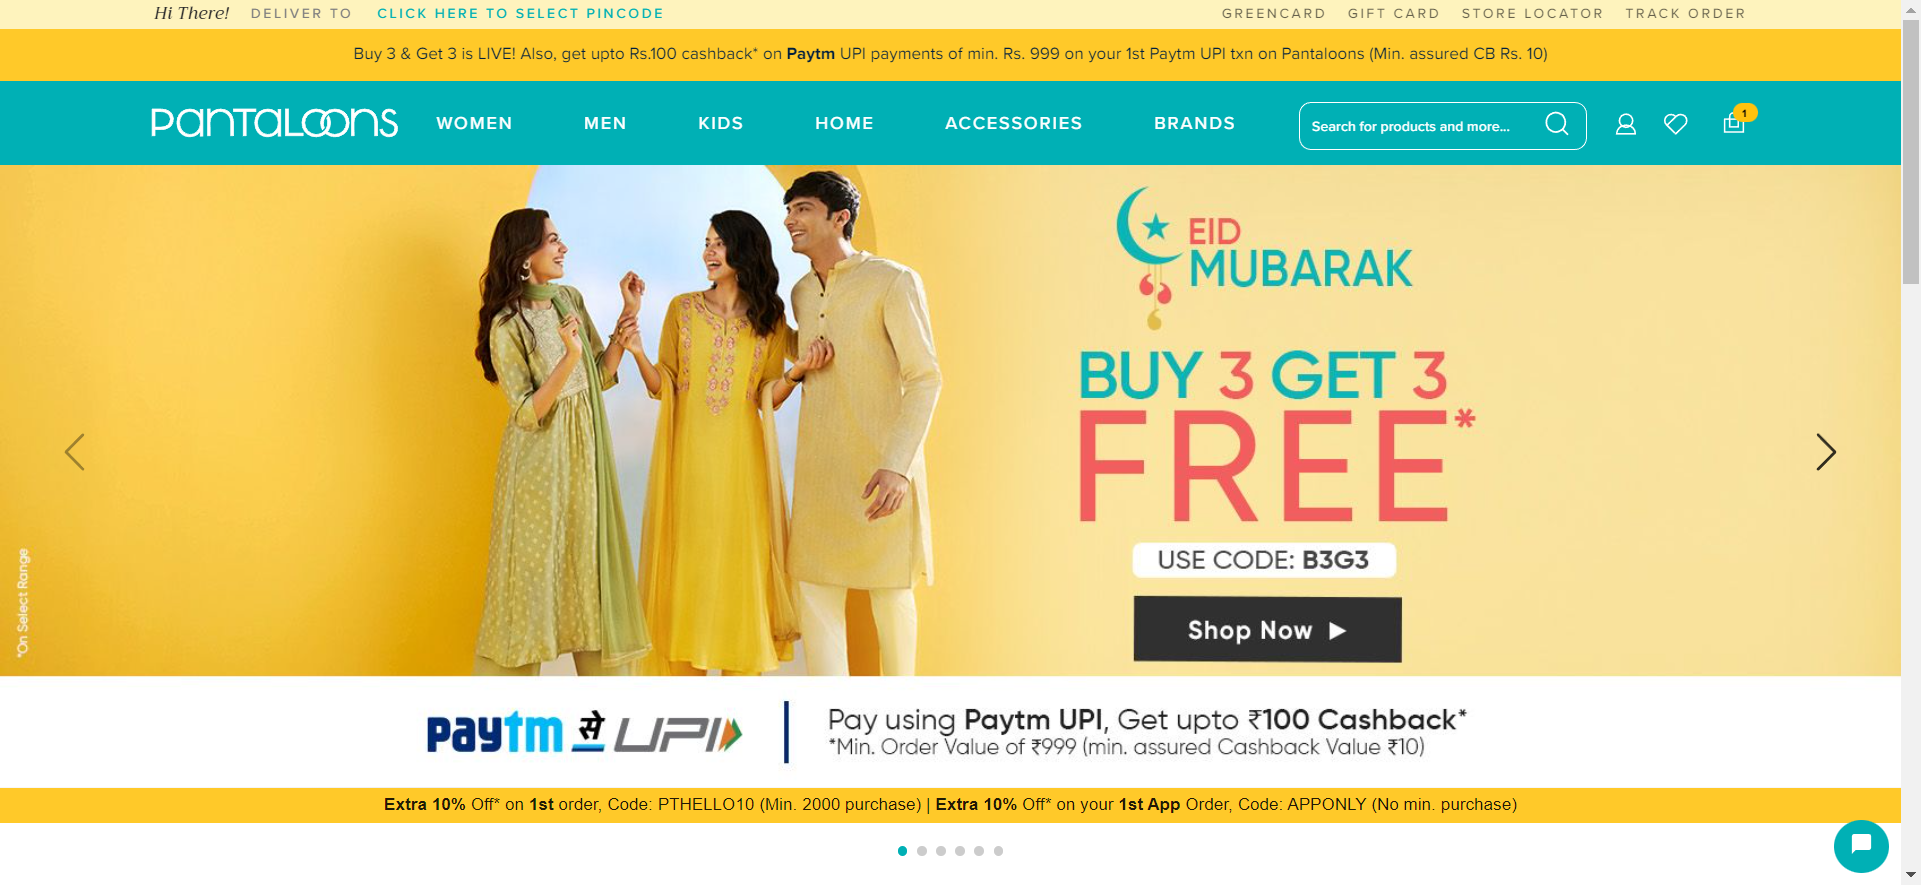 Hi There! DELIVER TO CLICK HERE TO SELECT PINCODE GREENCARD GIFT CARD STORE LOCATOR TRACK ORDER
Buy 3 & Get 3 is LIVE! Also, get upto Rs.100 cashback* on Paytm UPI payments of min. Rs. 999 on your 1st Paytm UPI txn on Pantaloons (Min. assured CB Rs. 10)
PANTALOONS WOMEN MEN KIDS HOME ACCESSORIES BRANDS Search for products and more... 1
EID
MUBARAK
BUY 3 GET 3
FREE*
USE CODE: B3G3
Shop Now
*On Select Range
paytm से UPI
Pay using Paytm UPI, Get upto ₹100 Cashback*
*Min. Order Value of ₹999 (min. assured Cashback Value ₹10)
Extra 10% Off* on 1st order, Code: PTHELLO10 (Min. 2000 purchase) | Extra 10% Off* on your 1st App Order, Code: APPONLY (No min. purchase)